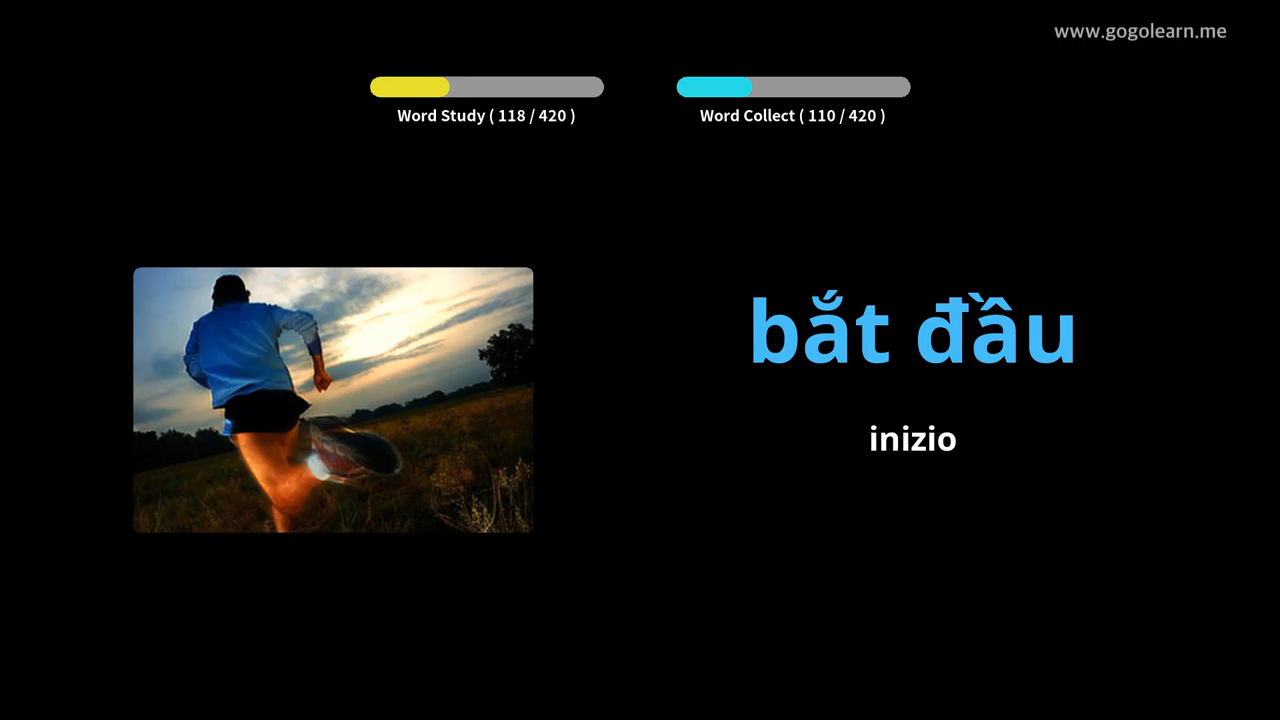 www.gogolearn.me
Word Study ( 118 / 420 )
Word Collect ( 110 / 420 )
bắt đầu
inizio